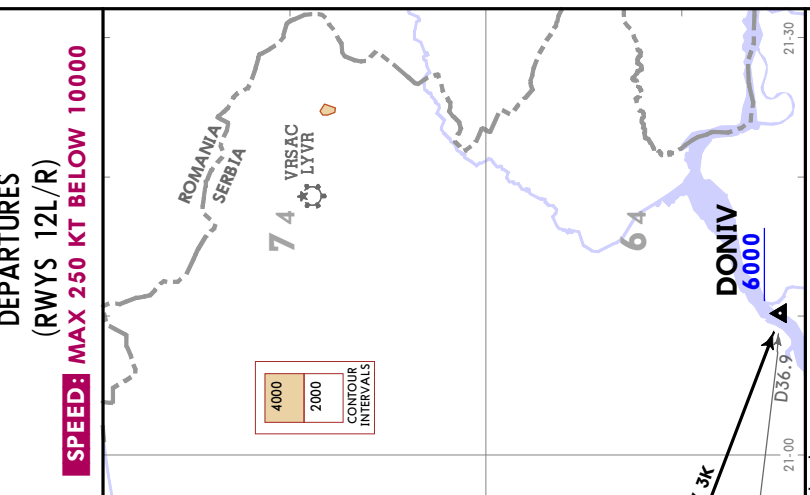 DEPARTURES
(RWYS 12L/R)
SPEED: MAX 250 KT BELOW 10000
ROMANIA
SERBIA
VRSAC
LYVR
74
64
4000
2000
CONTOUR
INTERVALS
DONIV
6000
D36.9
3K
21-30
21-00